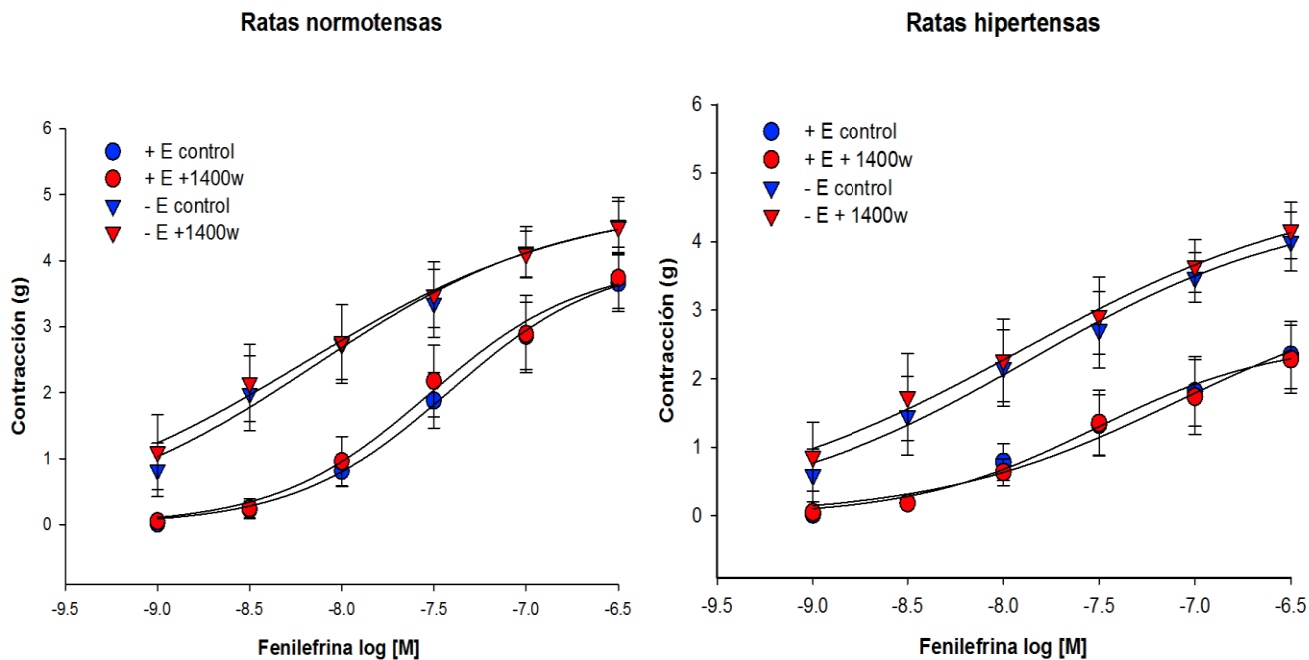 Ratas normotensas
Contracción (g)
6
5
4
3
2
1
0
+ E control
+ E +1400w
- E control
- E +1400w
-9.5 -9.0 -8.5 -8.0 -7.5 -7.0 -6.5
Fenilefrina log [M]
Ratas hipertensas
Contracción (g)
6
5
4
3
2
1
0
+ E control
+ E + 1400w
- E control
- E + 1400w
-9.5 -9.0 -8.5 -8.0 -7.5 -7.0 -6.5
Fenilefrina log [M]